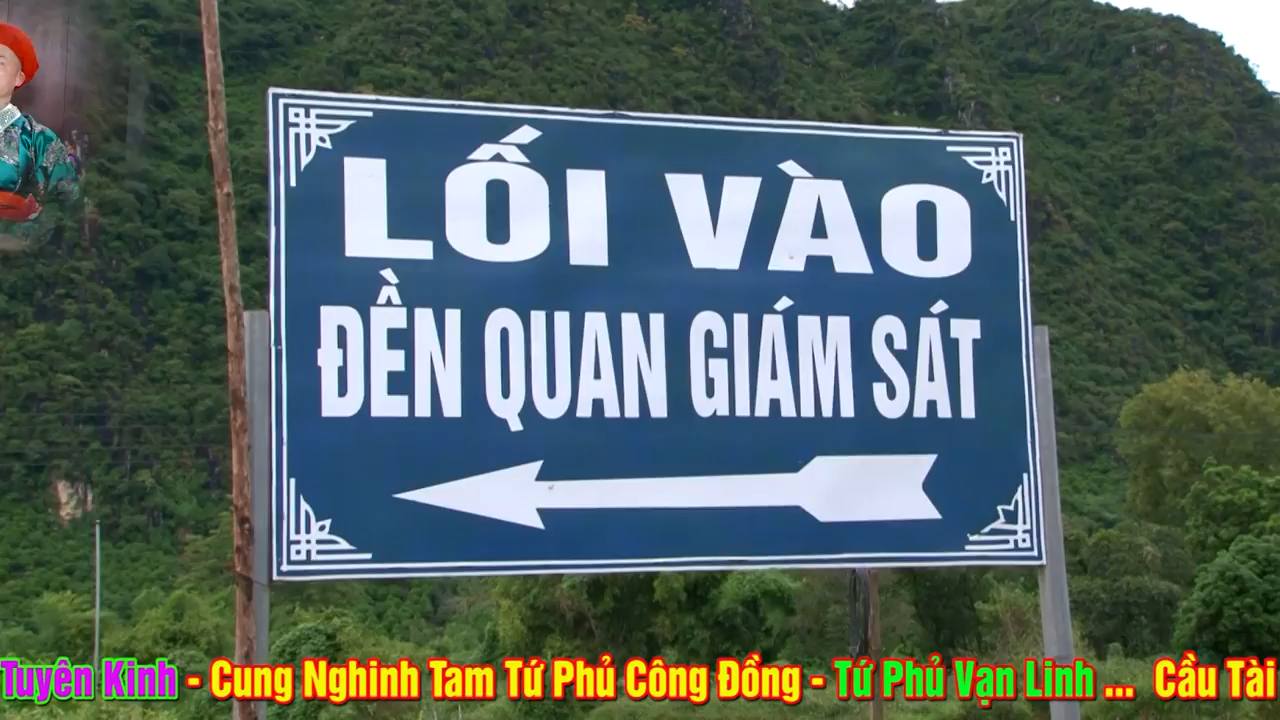 LỐI VÀO
ĐỀN QUAN GIÁM SÁT
Tuyên Kinh - Cung Nghinh Tam Tứ Phủ Công Đồng - Tứ Phủ Vạn Linh ... Cầu Tài